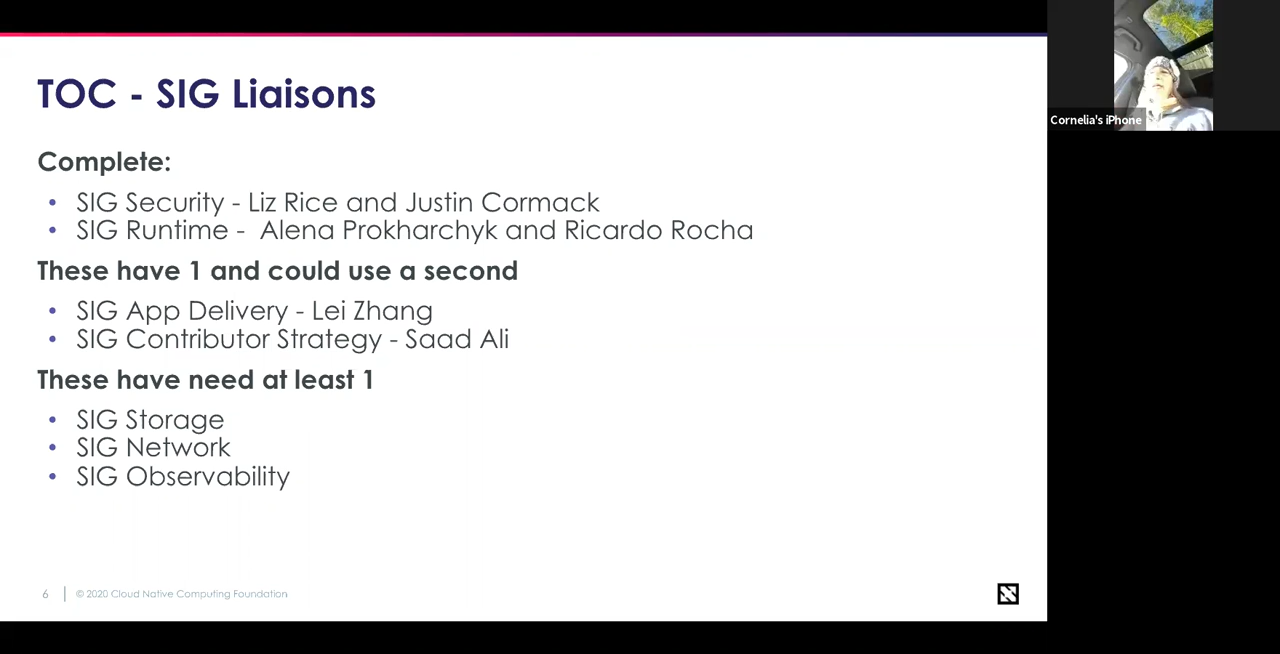 TOC - SIG Liaisons
Complete:
• SIG Security - Liz Rice and Justin Cormack
• SIG Runtime - Alena Prokharchyk and Ricardo Rocha
These have 1 and could use a second
• SIG App Delivery - Lei Zhang
• SIG Contributor Strategy - Saad Ali
These have need at least 1
• SIG Storage
• SIG Network
• SIG Observability
6 | © 2020 Cloud Native Computing Foundation
Cornelia's iPhone